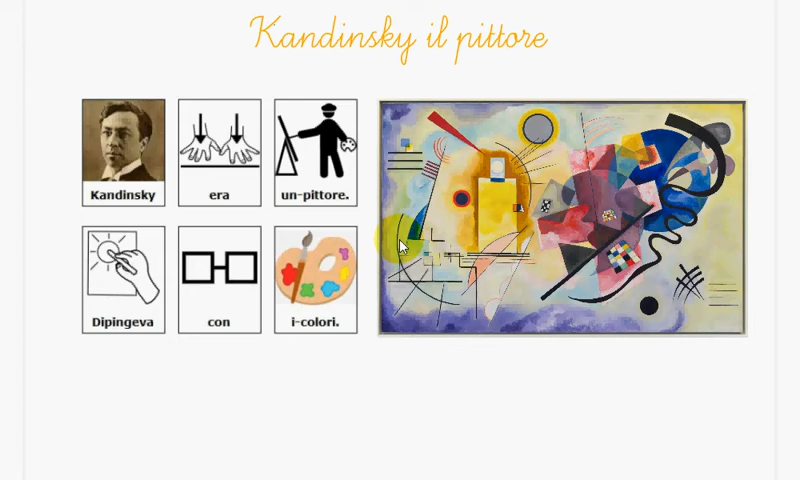 Kandinsky il pittore
Kandinsky era un-pittore.
Dipingeva con i-colori.